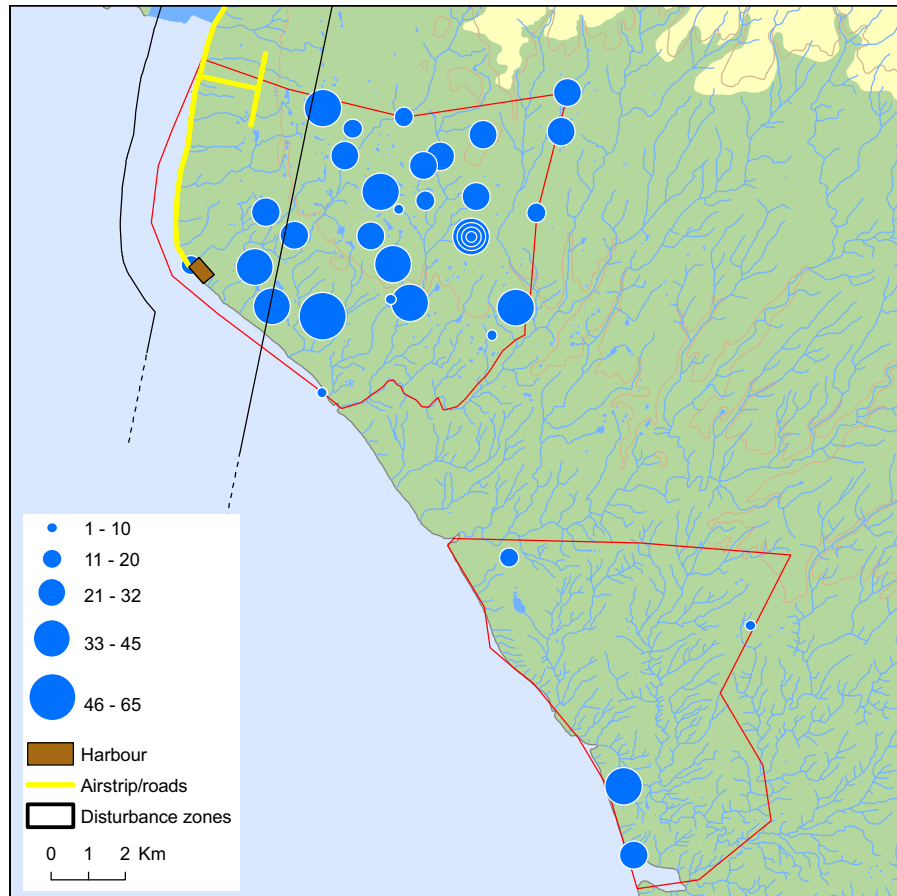 1 - 10
11 - 20
21 - 32
33 - 45
46 - 65
Harbour
Airstrip/roads
Disturbance zones
0 1 2 Km